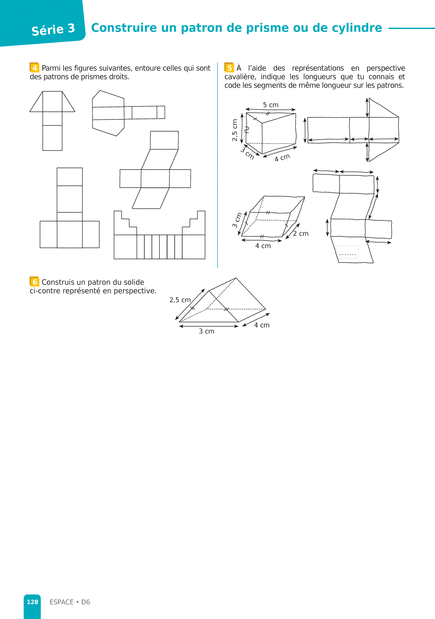 Série 3
Construire un patron de prisme ou de cylindre
4 Parmi les figures suivantes, entoure celles qui sont
des patrons de prismes droits.
5 À l'aide des représentations en perspective
cavalière, indique les longueurs que tu connais et
code les segments de même longueur sur les patrons.
5 cm
2,5 cm
3 cm
4 cm
3 cm
2 cm
4 cm
6 Construis un patron du solide
ci-contre représenté en perspective.
2,5 cm
3 cm
4 cm
128 ESPACE • D6